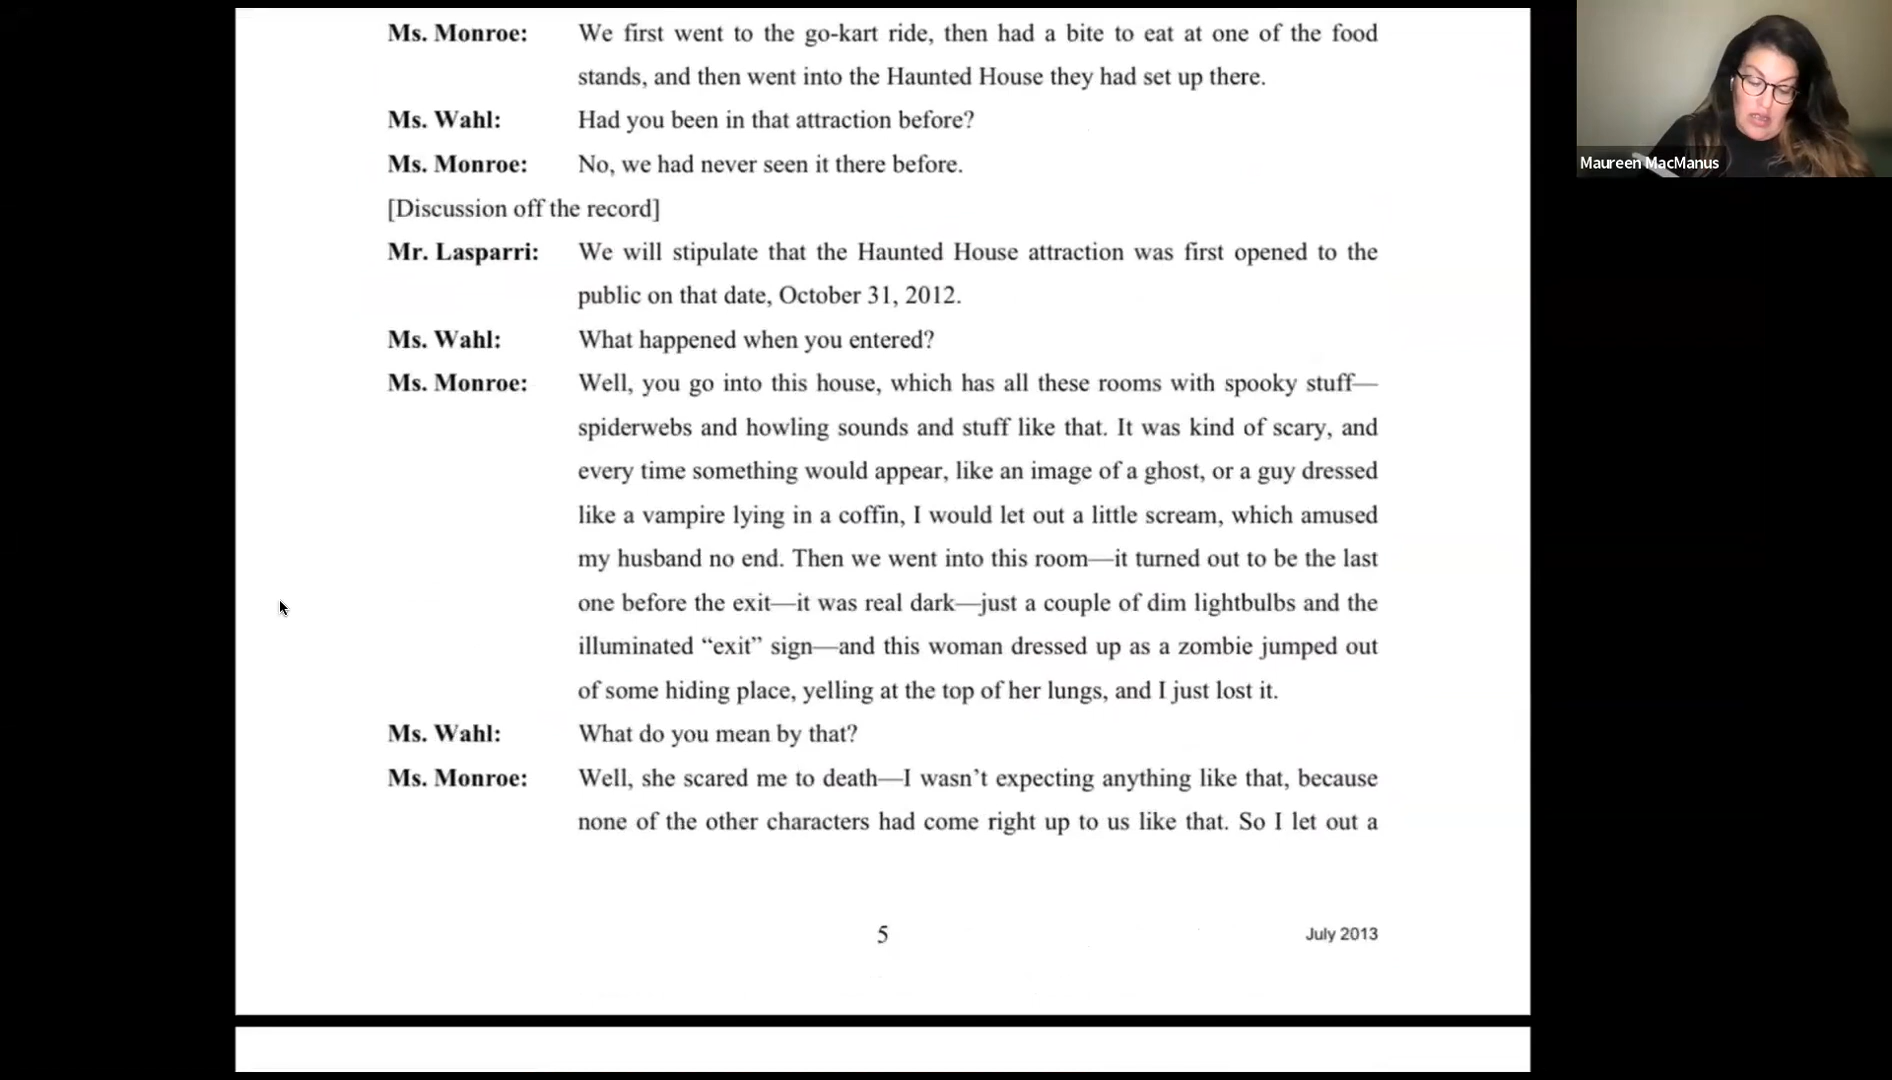 Ms. Monroe: We first went to the go-kart ride, then had a bite to eat at one of the food
stands, and then went into the Haunted House they had set up there.
Ms. Wahl: Had you been in that attraction before?
Ms. Monroe: No, we had never seen it there before.
[Discussion off the record]
Mr. Lasparri: We will stipulate that the Haunted House attraction was first opened to the
public on that date, October 31, 2012.
Ms. Wahl: What happened when you entered?
Ms. Monroe: Well, you go into this house, which has all these rooms with spooky stuff—
spiderwebs and howling sounds and stuff like that. It was kind of scary, and
every time something would appear, like an image of a ghost, or a guy dressed
like a vampire lying in a coffin, I would let out a little scream, which amused
my husband no end. Then we went into this room—it turned out to be the last
one before the exit—it was real dark—just a couple of dim lightbulbs and the
illuminated “exit” sign—and this woman dressed up as a zombie jumped out
of some hiding place, yelling at the top of her lungs, and I just lost it.
Ms. Wahl: What do you mean by that?
Ms. Monroe: Well, she scared me to death—I wasn’t expecting anything like that, because
none of the other characters had come right up to us like that. So I let out a
5 July 2013
Maureen MacManus